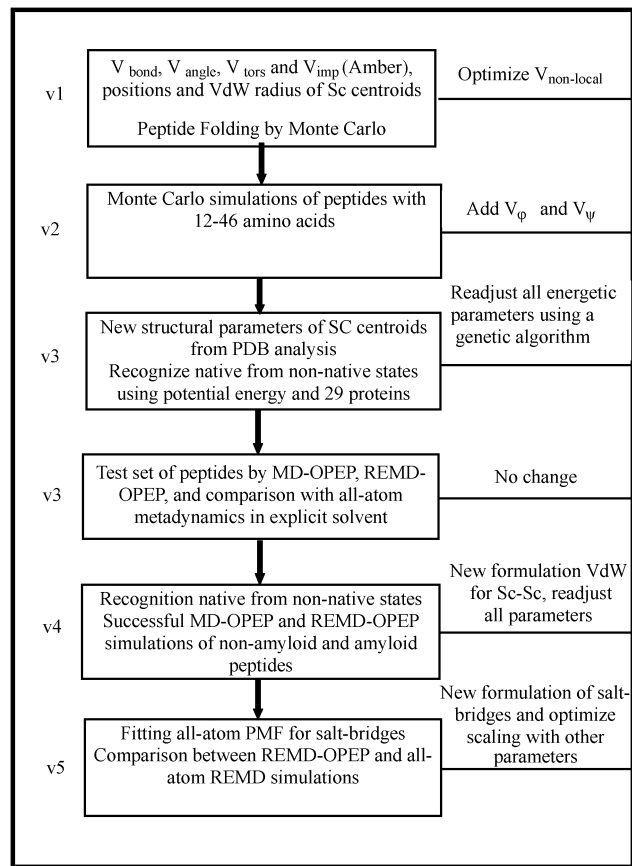 v1
V bond, V angle, V tors and V imp (Amber),
positions and VdW radius of Sc centroids
Peptide Folding by Monte Carlo
Optimize V non-local
v2
Monte Carlo simulations of peptides with
12-46 amino acids
Add Vφ and Vψ
v3
New structural parameters of SC centroids
from PDB analysis
Recognize native from non-native states
using potential energy and 29 proteins
Readjust all energetic
parameters using a
genetic algorithm
v3
Test set of peptides by MD-OPEP, REMD-
OPEP, and comparison with all-atom
metadynamics in explicit solvent
No change
v4
Recognition native from non-native states
Successful MD-OPEP and REMD-OPEP
simulations of non-amyloid and amyloid
peptides
New formulation VdW
for Sc-Sc, readjust
all parameters
v5
Fitting all-atom PMF for salt-bridges
Comparison between REMD-OPEP and all-
atom REMD simulations
New formulation of salt-
bridges and optimize
scaling with other
parameters